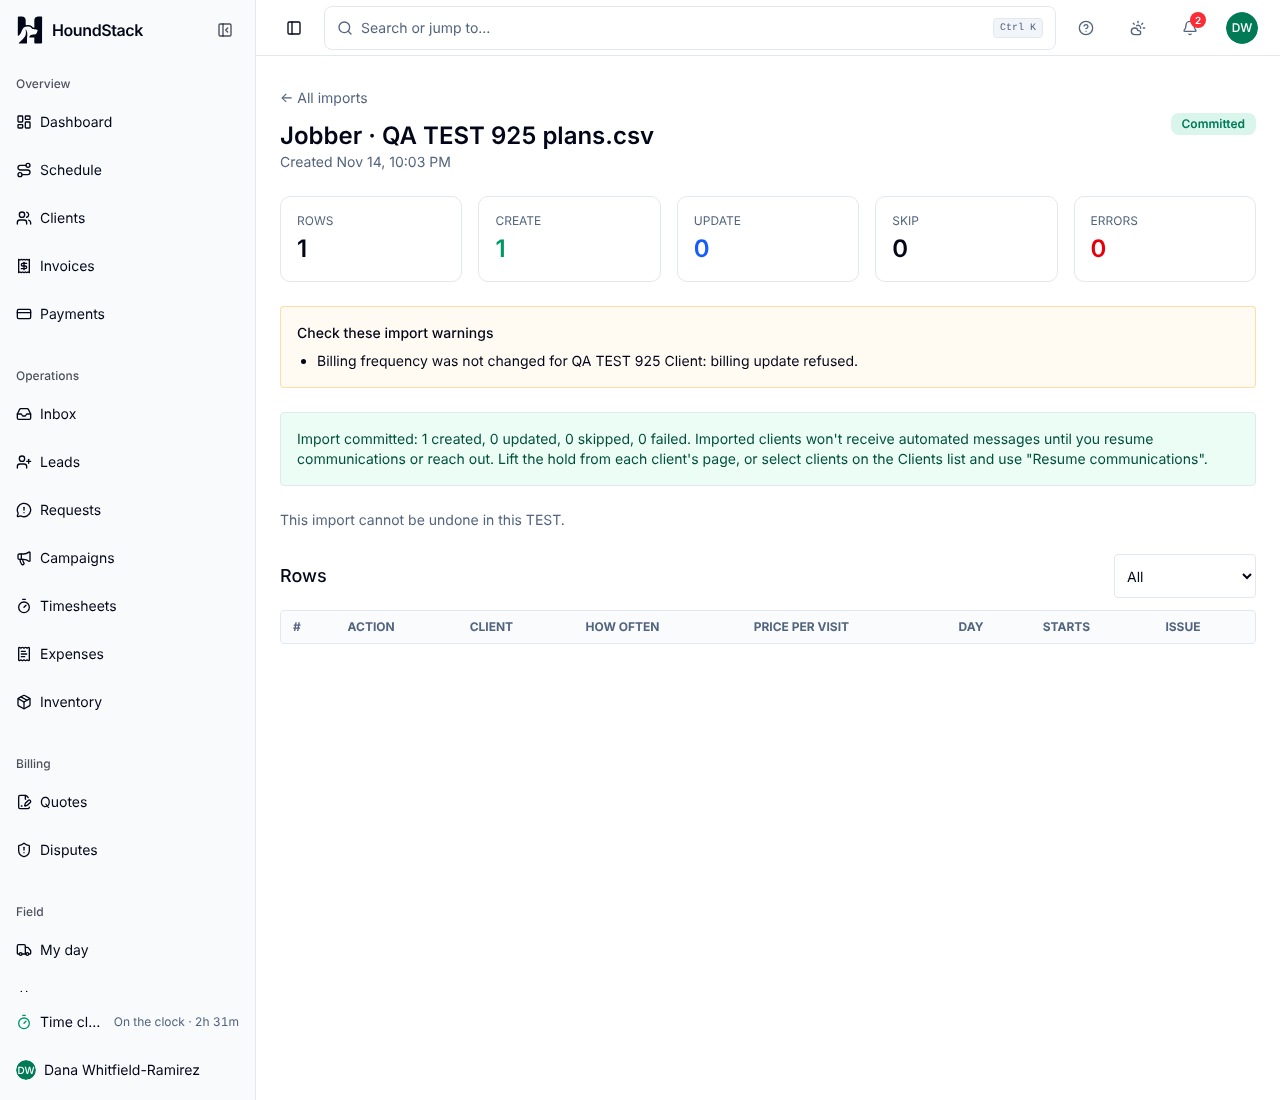 HoundStack
Search or jump to...
Ctrl K
2
DW
Overview
Dashboard
Schedule
Clients
Invoices
Payments
Operations
Inbox
Leads
Requests
Campaigns
Timesheets
Expenses
Inventory
Billing
Quotes
Disputes
Field
My day
Time cl...
On the clock · 2h 31m
DW
Dana Whitfield-Ramirez
← All imports
Jobber · QA TEST 925 plans.csv
Committed
Created Nov 14, 10:03 PM
ROWS
1
CREATE
1
UPDATE
0
SKIP
0
ERRORS
0
Check these import warnings
• Billing frequency was not changed for QA TEST 925 Client: billing update refused.
Import committed: 1 created, 0 updated, 0 skipped, 0 failed. Imported clients won't receive automated messages until you resume
communications or reach out. Lift the hold from each client's page, or select clients on the Clients list and use "Resume communications".
This import cannot be undone in this TEST.
Rows
All
# ACTION CLIENT HOW OFTEN PRICE PER VISIT DAY STARTS ISSUE